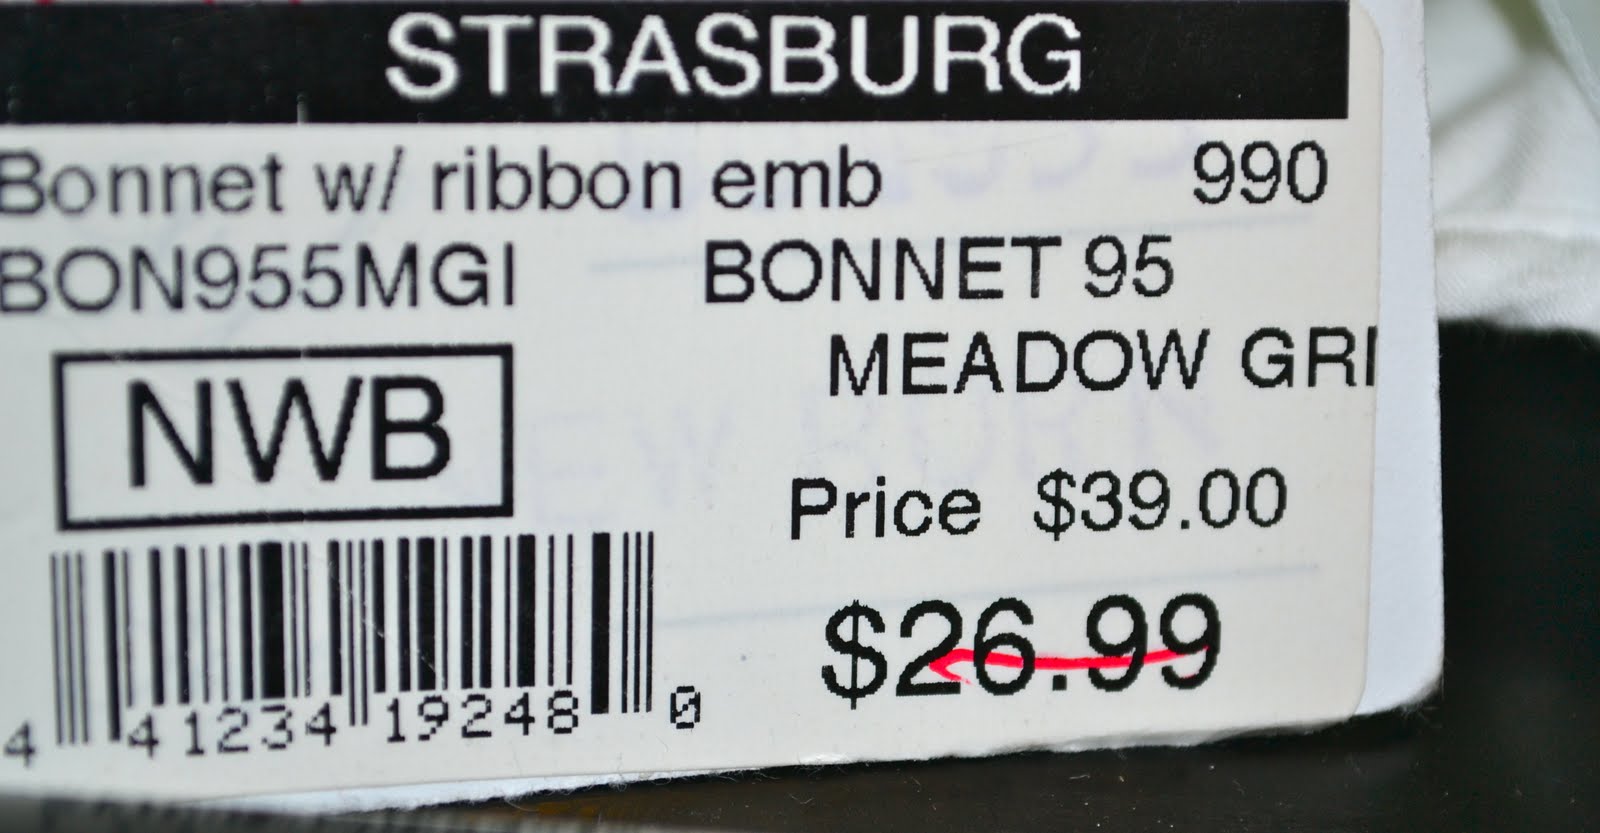 STRASBURG
Bonnet w/ ribbon emb 990
BON955MGI BONNET 95
MEADOW GRI
NWB
Price $39.00
$26.99
4 41234 19248 0